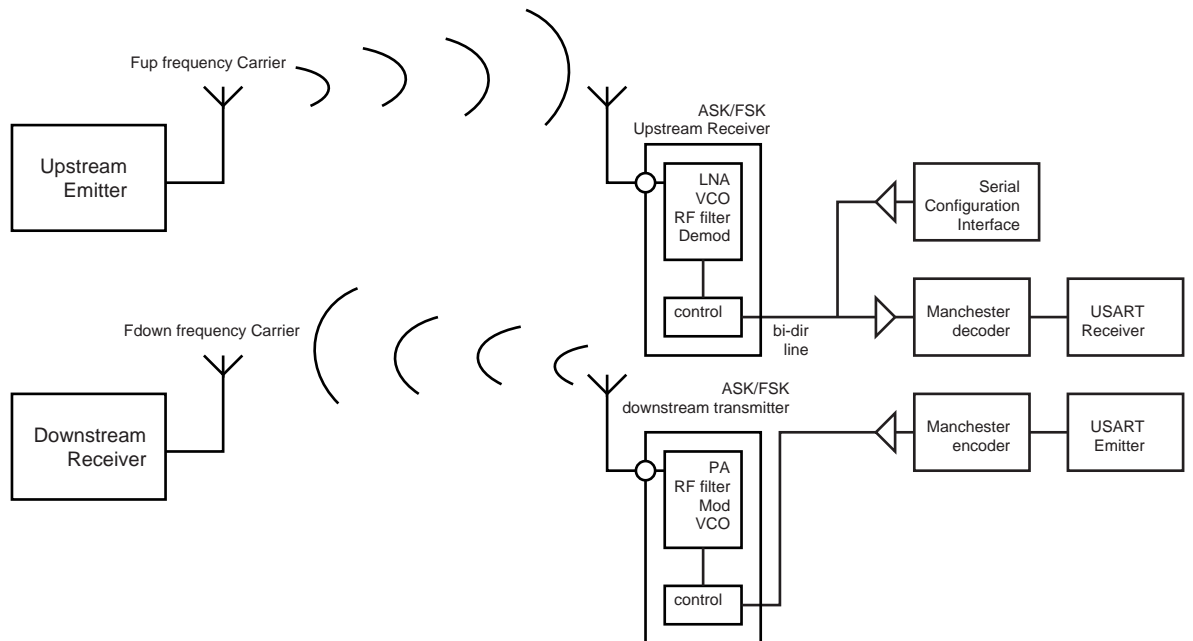 Fup frequency Carrier
ASK/FSK
Upstream Receiver
Upstream
Emitter
LNA
VCO
RF filter
Demod
Serial
Configuration
Interface
control
bi-dir
line
Manchester
decoder
USART
Receiver
Fdown frequency Carrier
ASK/FSK
downstream transmitter
Downstream
Receiver
PA
RF filter
Mod
VCO
Manchester
encoder
USART
Emitter
control